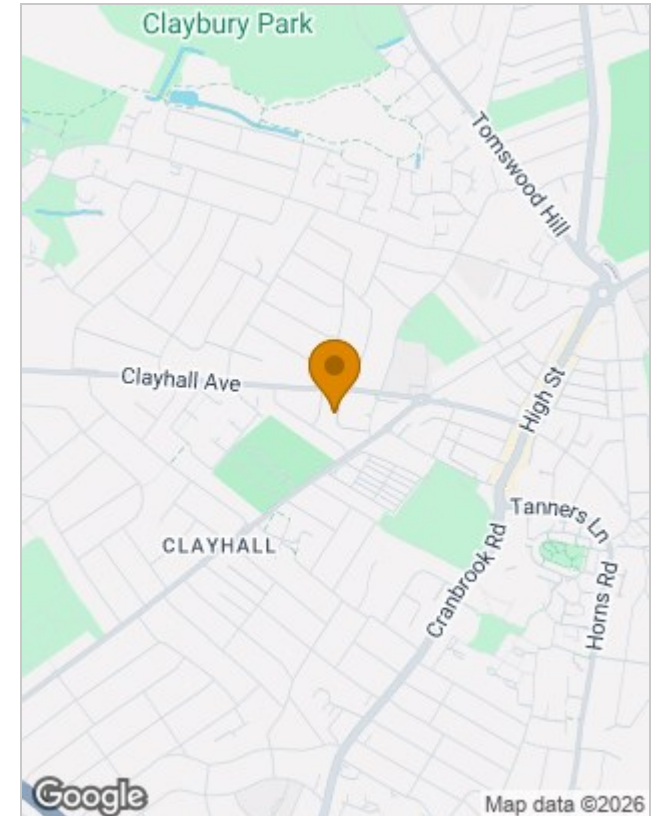 Claybury Park
Tomswood Hill
Clayhall Ave
High St
Tanners Ln
CLAYHALL
Cranbrook Rd
Horns Rd
Google
Map data ©2026